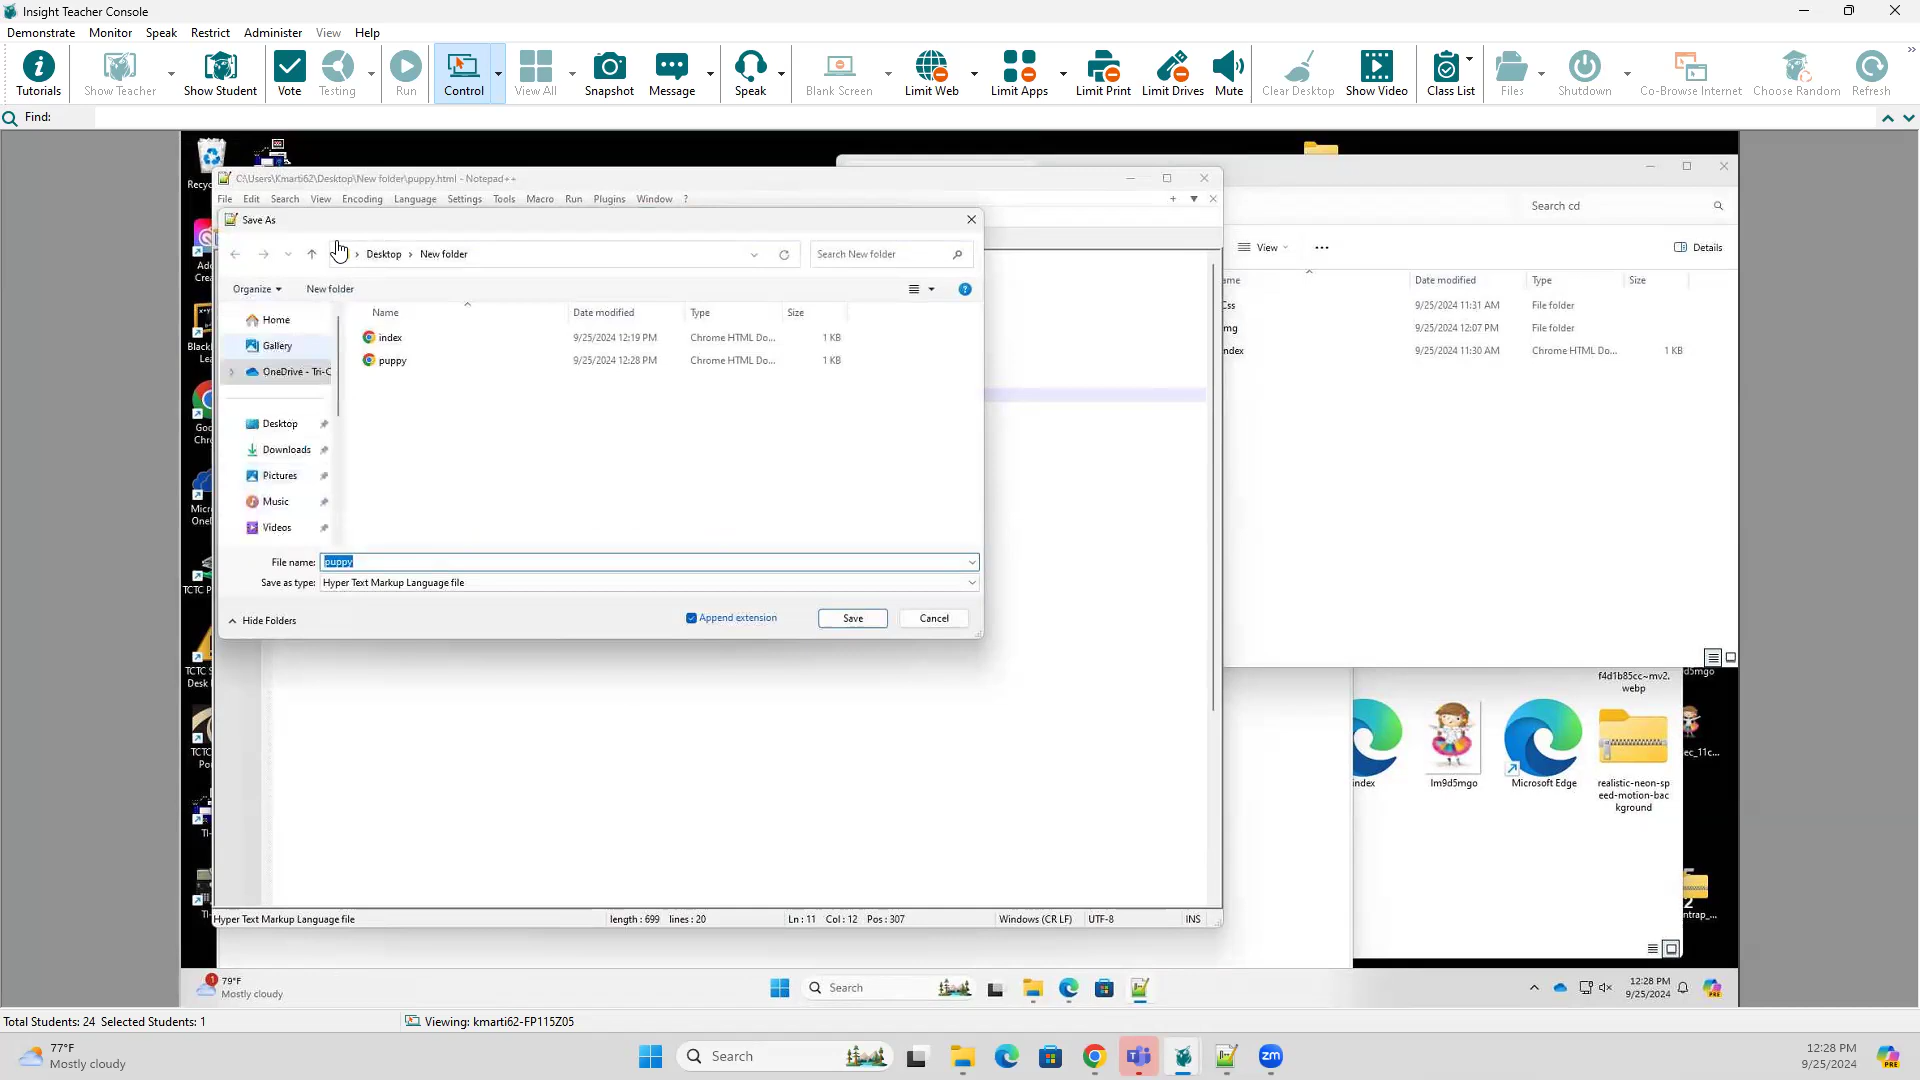 Insight Teacher Console
Demonstrate Monitor Speak Restrict Administer View Help
Tutorials Show Teacher Show Student Vote Testing Run Control View All Snapshot Message Speak Blank Screen Limit Web Limit Apps Limit Print Limit Drives Mute Clear Desktop Show Video Class List Files Shutdown Co-Browse Internet Choose Random Refresh
Find:
C:\Users\Kmarti62\Desktop\New folder\puppy.html - Notepad++
File Edit Search View Encoding Language Settings Tools Macro Run Plugins Window ?
Save As
Search cd
Desktop > New folder
Search New folder
View
Details
Organize
New folder
Name Date modified Type Size
Date modified Type Size
Home
Gallery
OneDrive - Tri-C
Desktop
Downloads
Pictures
Music
Videos
index 9/25/2024 12:19 PM Chrome HTML Do... 1 KB
puppy 9/25/2024 12:28 PM Chrome HTML Do... 1 KB
9/25/2024 11:31 AM File folder
9/25/2024 12:07 PM File folder
9/25/2024 11:30 AM Chrome HTML Do... 1 KB
File name: puppy
Save as type: Hyper Text Markup Language file
Hide Folders
Append extension
Save
Cancel
f4d1b85cc~mv2.
webp
index
lm9d5mgo
Microsoft Edge
realistic-neon-sp
eed-motion-bac
kground
Hyper Text Markup Language file length : 699 lines : 20 Ln : 11 Col : 12 Pos : 307 Windows (CR LF) UTF-8 INS
79°F
Mostly cloudy
Search
12:28 PM
9/25/2024
Total Students: 24 Selected Students: 1
Viewing: kmarti62-FP115Z05
77°F
Mostly cloudy
Search
zm
12:28 PM
9/25/2024